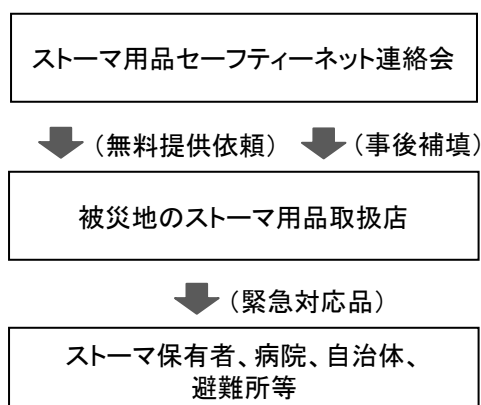 ストーマ用品セーフティーネット連絡会
（無料提供依頼） （事後補填）
被災地のストーマ用品取扱店
（緊急対応品）
ストーマ保有者、病院、自治体、
避難所等